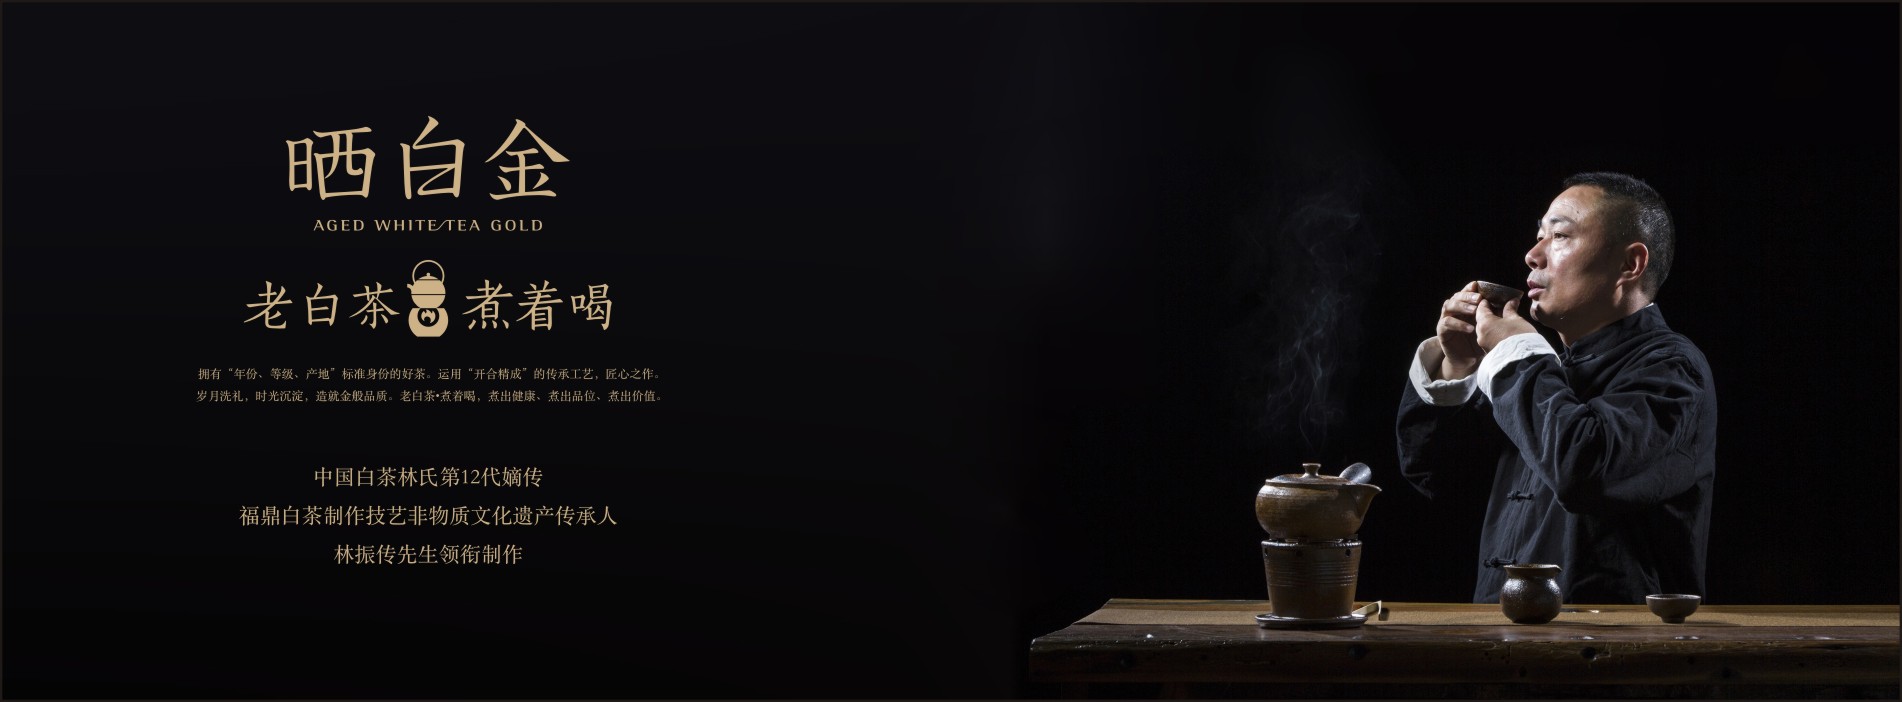 晒白金
AGED WHITE TEA GOLD
老白茶 煮着喝
拥有“年份、等级、产地”标准身份的好茶。运用“开合精成”的传承工艺，匠心之作。
岁月洗礼，时光沉淀，造就金般品质。老白茶•煮着喝，煮出健康、煮出品位、煮出价值。
中国白茶林氏第12代嫡传
福鼎白茶制作技艺非物质文化遗产传承人
林振传先生领衔制作